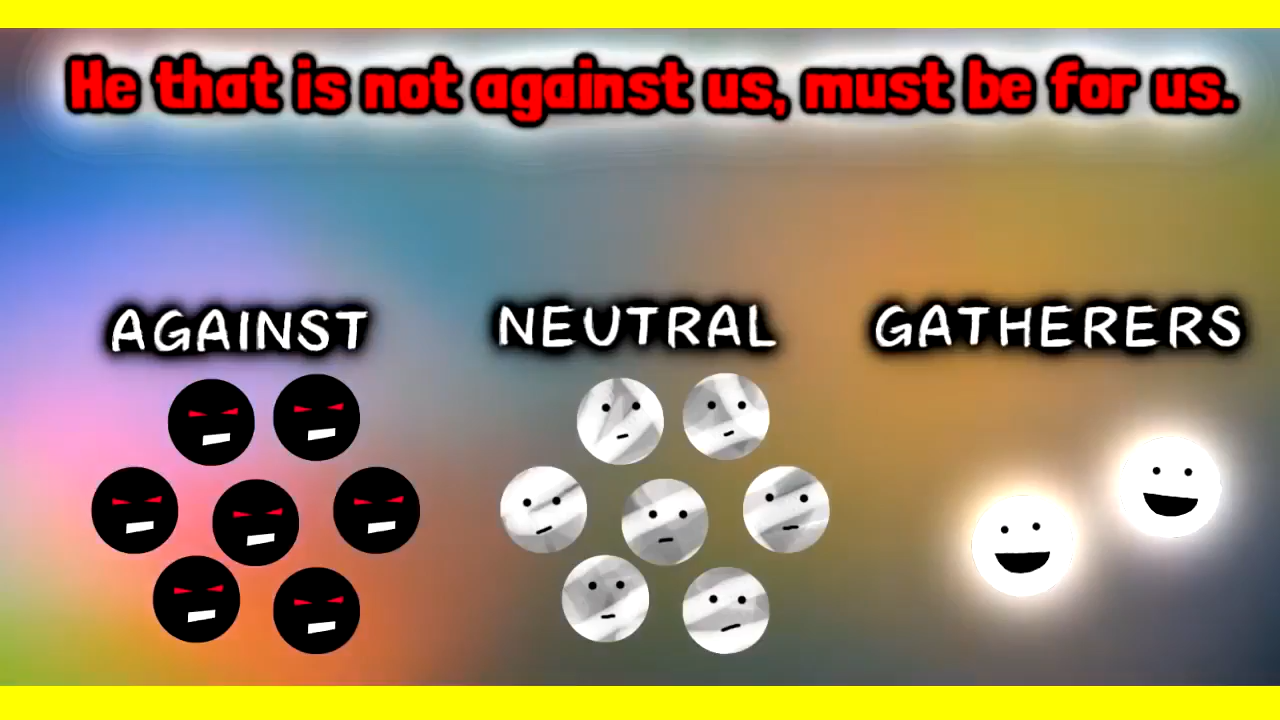 He that is not against us, must be for us.
AGAINST NEUTRAL GATHERERS